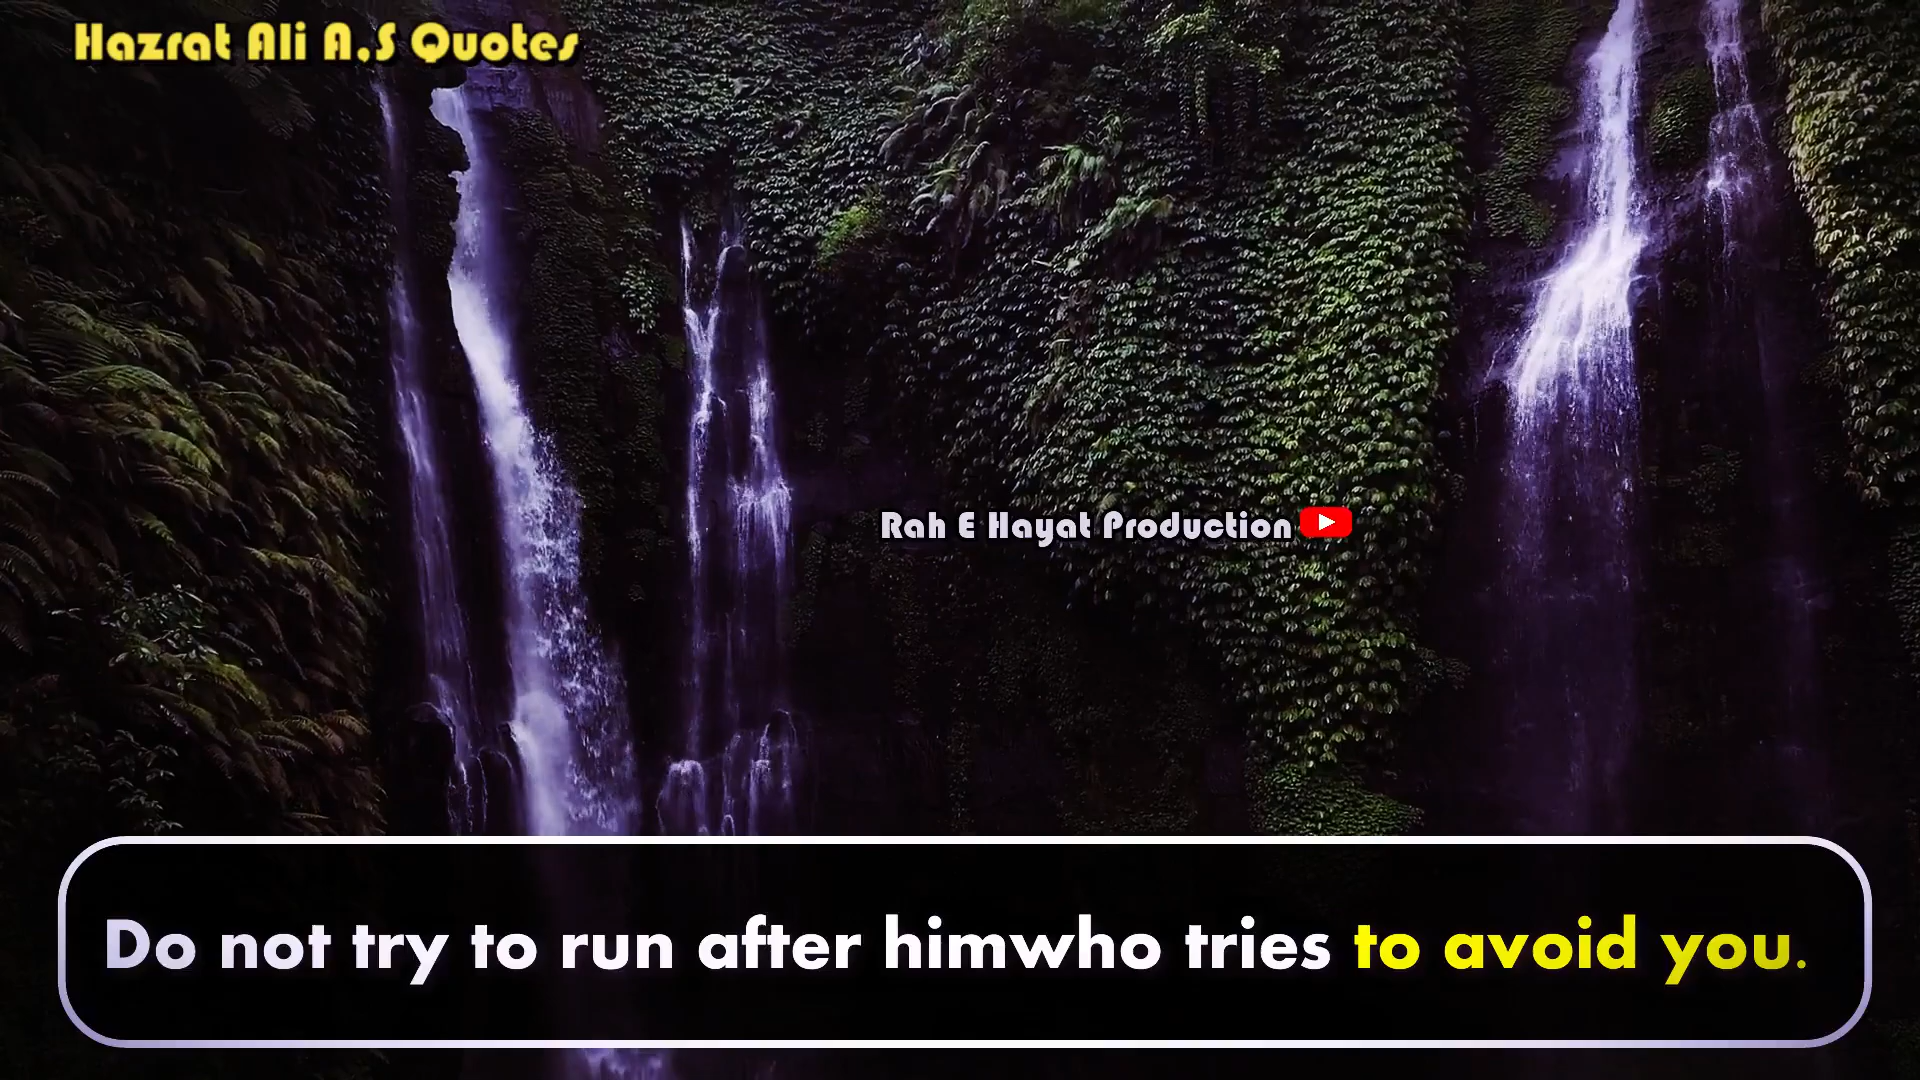 Hazrat Ali A.S Quotes
Rah E Hayat Production
Do not try to run after himwho tries to avoid you.